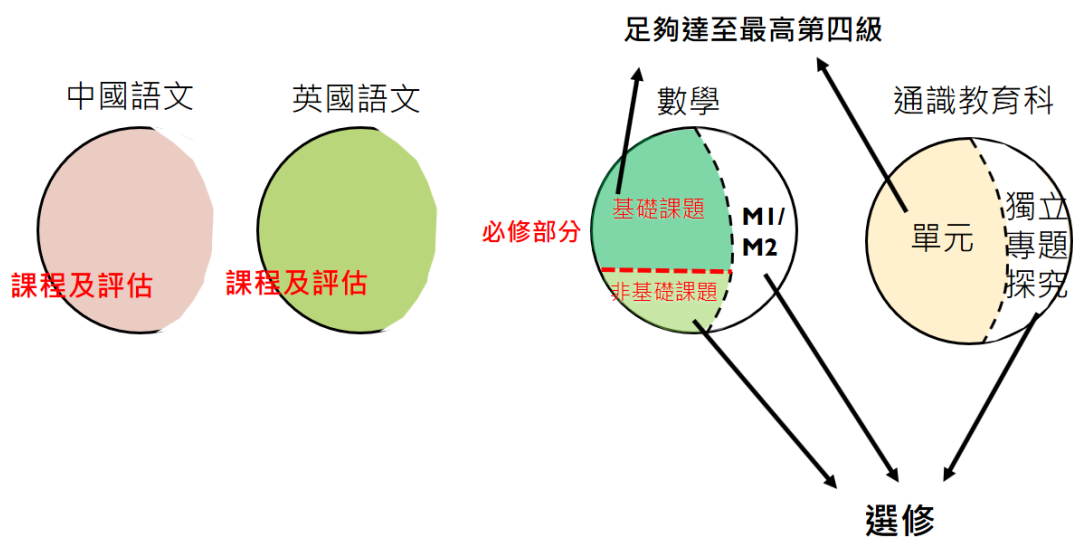 足夠達至最高第四級
中國語文
英國語文
數學
通識教育科
基礎課題
必修部分
M1/
M2
單元
獨立
專題
探究
課程及評估
課程及評估
非基礎課題
選修